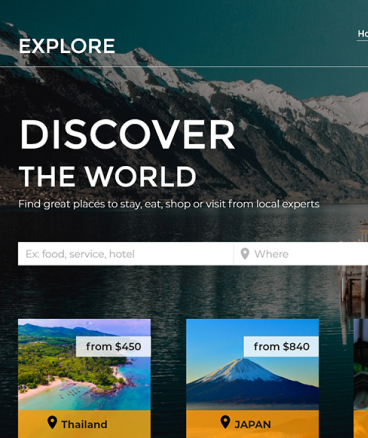 Ho
EXPLORE
DISCOVER
THE WORLD
Find great places to stay, eat, shop or visit from local experts
Ex: food, service, hotel
Where
from $450
from $840
Thailand
JAPAN